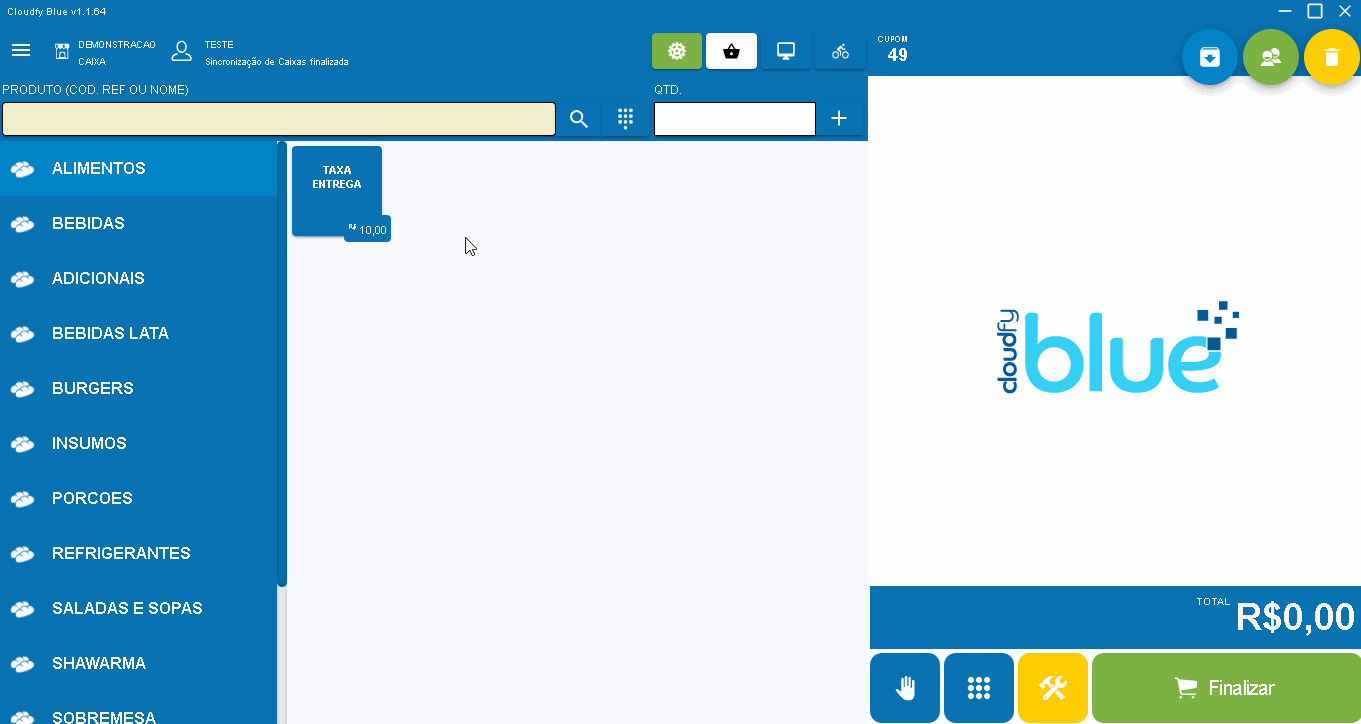 Cloudfy Blue v1.1.64
DEMONSTRACAO
CAIXA
TESTE
Sincronização de Caixas finalizada
CUPOM
49
PRODUTO (COD. REF OU NOME)
QTD.
ALIMENTOS
BEBIDAS
ADICIONAIS
BEBIDAS LATA
BURGERS
INSUMOS
PORCOES
REFRIGERANTES
SALADAS E SOPAS
SHAWARMA
SOBREMESA
TAXA
ENTREGA
R$ 10,00
cloudfy
blue
TOTAL
R$0,00
Finalizar